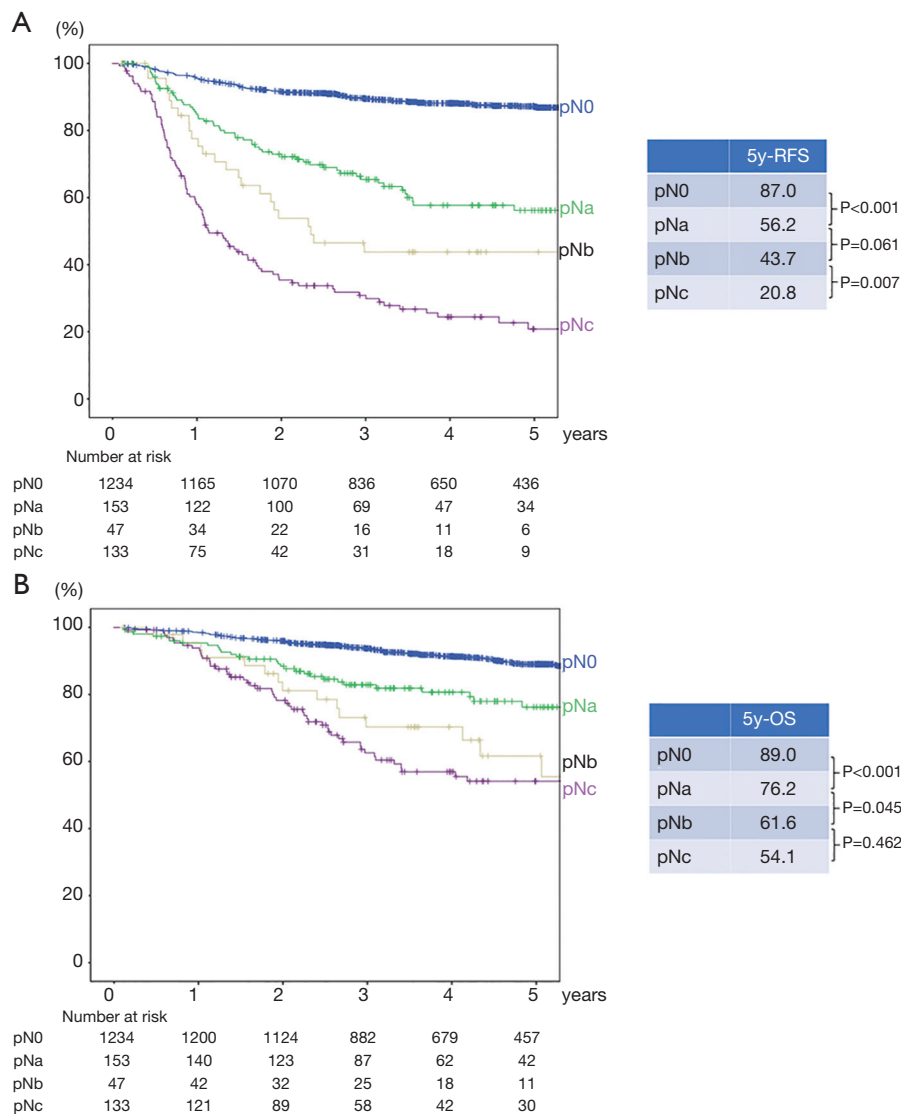 A
(%)
100
80
60
40
20
0
pN0
pNa
pNb
pNc
0 1 2 3 4 5 years
Number at risk
pN0 1234 1165 1070 836 650 436
pNa 153 122 100 69 47 34
pNb 47 34 22 16 11 6
pNc 133 75 42 31 18 9
5y-RFS
pN0 87.0
pNa 56.2
pNb 43.7
pNc 20.8
P<0.001
P=0.061
P=0.007
B
(%)
100
80
60
40
20
0
pN0
pNa
pNb
pNc
0 1 2 3 4 5 years
Number at risk
pN0 1234 1200 1124 882 679 457
pNa 153 140 123 87 62 42
pNb 47 42 32 25 18 11
pNc 133 121 89 58 42 30
5y-OS
pN0 89.0
pNa 76.2
pNb 61.6
pNc 54.1
P<0.001
P=0.045
P=0.462